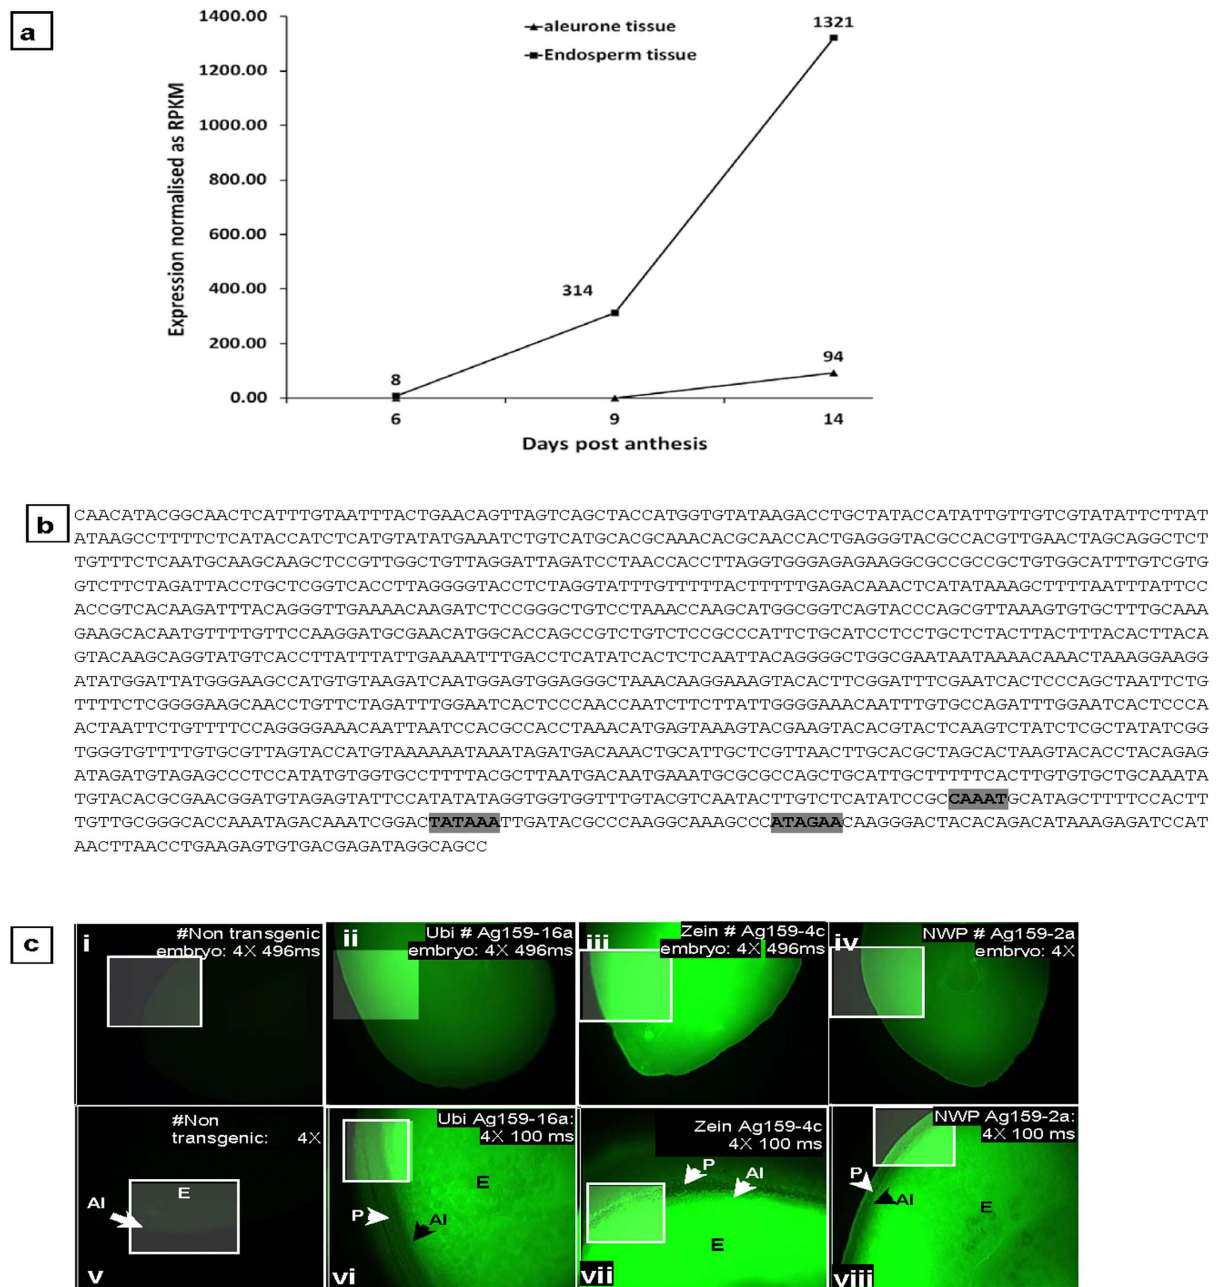 a
1400.00
1200.00
1000.00
800.00
600.00
400.00
200.00
0.00
Expression normalised as RPKM
aleurone tissue
Endosperm tissue
1321
314
8
94
6
9
14
Days post anthesis
b
CAACATACGGCAACTCATTTGTAATTTACTGAACAGTTAGTCAGCTACCATGGTGTATAAGACCTGCTATACCATATTGTTGTCGTATATTCTTAT
ATAAGCCTTTTCTCATACCATCTCATGTATATGAAATCTGTCATGCACGCAAACACGCAACCACTGAGGGTACGCCACGTTGAACTAGCAGGCTCT
TGTTTCTCAATGCAAGCAAGCTCCGTTGGCTGTTAGGATTAGATCCTAACCACCTTAGGTGGGAGAGAAGGCGCCGCCGCTGTGGCATTTGTCGTG
GTCTTCTAGATTACCTGCTCGGTCACCTTAGGGGTACCTCTAGGTATTTGTTTTTACTTTTTGAGACAAACTCATATAAAGCTTTTAATTTATTCC
ACCGTCACAAGATTTACAGGGTTGAAAACAAGATCTCCGGGCTGTCCTAAACCAAGCATGGCGGTCAGTACCCAGCGTTAAAGTGTGCTTTGCAAA
GAAGCACAATGTTTTGTTCCAAGGATGCGAACATGGCACCAGCCGTCTGTCTCCGCCCATTCTGCATCCTCCTGCTCTACTTACTTTACACTTACA
GTACAAGCAGGTATGTCACCTTATTTATTGAAAATTTGACCTCATATCACTCTCAATTACAGGGGCTGGCGAATAATAAAACAAACTAAAGGAAGG
ATATGGATTATGGGAAGCCATGTGTAAGATCAATGGAGTGGAGGGCTAAACAAGGAAAGTACACTTCGGATTTCGAATCACTCCCAGCTAATTCTG
TTTTCTCGGGGAAGCAACCTGTTCTAGATTTGGAATCACTCCCAACCAATCTTCTTATTGGGGAAACAATTTGTGCCAGATTTGGAATCACTCCCA
ACTAATTCTGTTTTCCAGGGGAAACAATTAATCCACGCCACCTAAACATGAGTAAAGTACGAAGTACACGTACTCAAGTCTATCTCGCTATATCGG
TGGGTGTTTTGTGCGTTAGTACCATGTAAAAAATAAATAGATGACAAACTGCATTGCTCGTTAACTTGCACGCTAGCACTAAGTACACCTACAGAG
ATAGATGTAGAGCCCTCCATATGTGGTGCCTTTTACGCTTAATGACAATGAAATGCGCGCCAGCTGCATTGCTTTTTCACTTGTGTGCTGCAAATA
TGTACACGCGAACGGATGTAGAGTATTCCATATATAGGTGGTGGTTTGTACGTCAATACTTGTCTCATATCCGCCAAATGCATAGCTTTTCCACTT
TGTTGCGGGCACCAAATAGACAAATCGGACTATAAATTGATACGCCCAAGGCAAAGCCCATAGAACAAGGGACTACACAGACATAAAGAGATCCAT
AACTTAACCTGAAGAGTGTGACGAGATAGGCAGCC
c
i
#Non transgenic
embryo: 4X 496ms
ii
Ubi # Ag159-16a
embryo: 4X 496ms
iii
Zein # Ag159-4c
embryo: 4X 496ms
iv
NWP # Ag159-2a
embryo: 4X
#Non
transgenic: 4X
E
Al
v
Ubi Ag159-16a:
4X 100 ms
E
P
Al
vi
Zein Ag159-4c
4X 100 ms
P
Al
E
vii
NWP Ag159-2a:
4X 100 ms
P
Al
E
viii